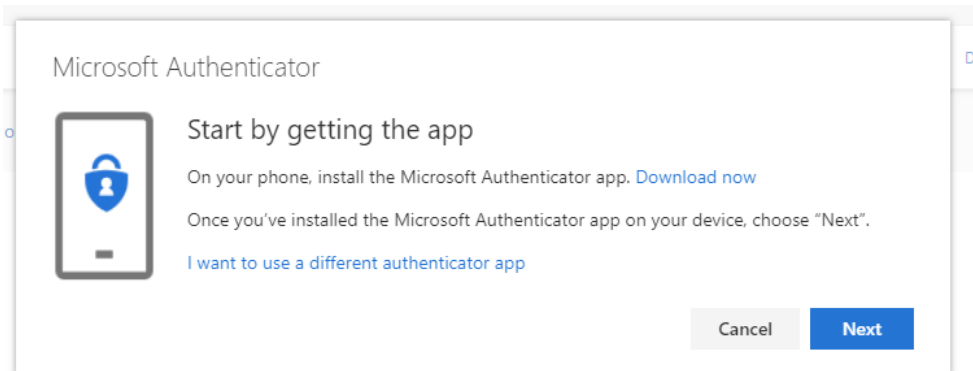 Microsoft Authenticator
Start by getting the app
On your phone, install the Microsoft Authenticator app. Download now
Once you've installed the Microsoft Authenticator app on your device, choose “Next”.
I want to use a different authenticator app
Cancel Next